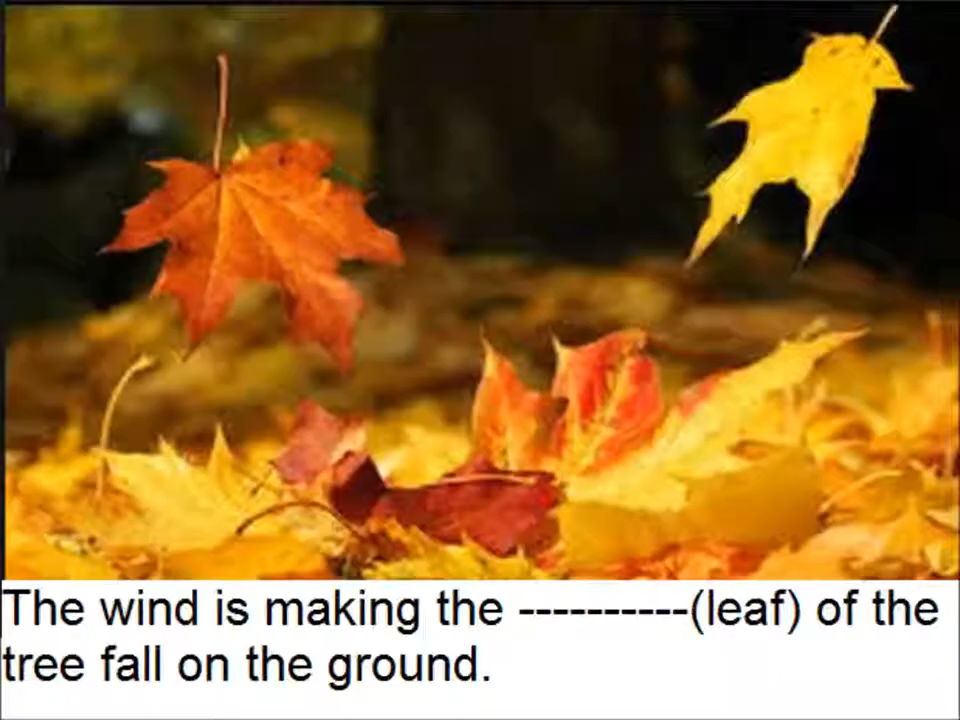 The wind is making the ----------(leaf) of the
tree fall on the ground.